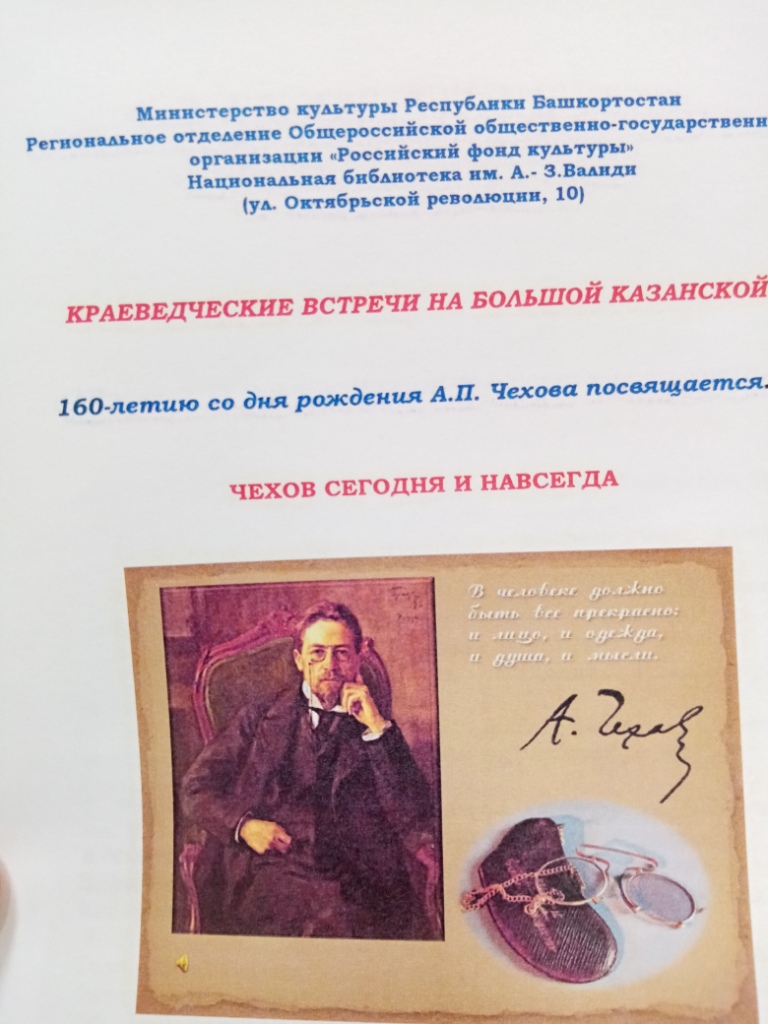 Министерство культуры Республики Башкортостан
Региональное отделение Общероссийской общественно-государственн
организации «Российский фонд культуры»
Национальная библиотека им. А.- З.Валиди
(ул. Октябрьской революции, 10)
КРАЕВЕДЧЕСКИЕ ВСТРЕЧИ НА БОЛЬШОЙ КАЗАНСКОЙ
160-летию со дня рождения А.П. Чехова посвящается.
ЧЕХОВ СЕГОДНЯ И НАВСЕГДА
В человеке должно
быть все прекрасно:
и лицо, и одежда,
и душа, и мысли.
А. Чехов